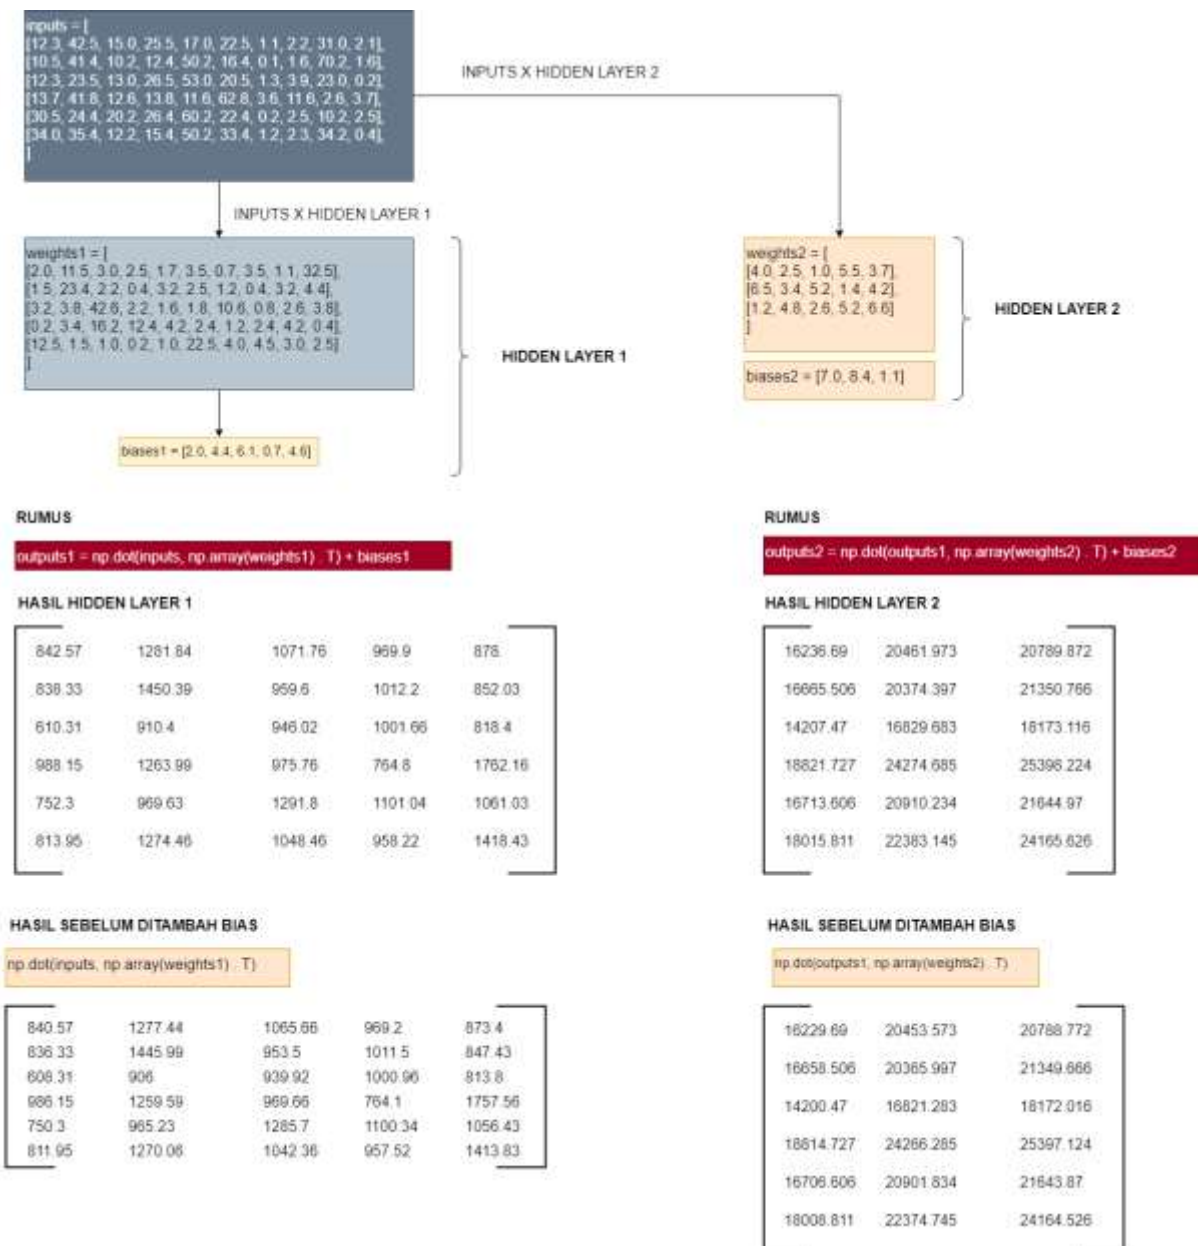 inputs = [
[12.3, 42.5, 15.0, 25.5, 17.0, 22.5, 1.1, 2.2, 31.0, 2.1],
[10.5, 41.4, 10.2, 12.4, 50.2, 16.4, 0.1, 1.6, 70.2, 1.6],
[12.3, 23.5, 13.0, 26.5, 53.0, 20.5, 1.3, 3.9, 23.0, 0.2],
[13.7, 41.8, 12.6, 13.8, 11.6, 62.8, 3.6, 11.6, 2.6, 3.7],
[30.5, 24.4, 20.2, 26.4, 60.2, 22.4, 0.2, 2.5, 10.2, 2.5],
[34.0, 35.4, 12.2, 15.4, 50.2, 33.4, 1.2, 2.3, 34.2, 0.4],
]
INPUTS X HIDDEN LAYER 2
INPUTS X HIDDEN LAYER 1
weights1 = [
[2.0, 11.5, 3.0, 2.5, 1.7, 3.5, 0.7, 3.5, 1.1, 32.5],
[1.5, 23.4, 2.2, 0.4, 3.2, 2.5, 1.2, 0.4, 3.2, 4.4],
[3.2, 3.8, 42.6, 2.2, 1.6, 1.8, 10.6, 0.8, 2.6, 3.8],
[0.2, 3.4, 16.2, 12.4, 4.2, 2.4, 1.2, 2.4, 4.2, 0.4],
[12.5, 1.5, 1.0, 0.2, 1.0, 22.5, 4.0, 4.5, 3.0, 2.5]
]
HIDDEN LAYER 1
biases1 = [2.0, 4.4, 6.1, 0.7, 4.6]
weights2 = [
[4.0, 2.5, 1.0, 5.5, 3.7],
[6.5, 3.4, 5.2, 1.4, 4.2],
[1.2, 4.8, 2.6, 5.2, 6.6]
]
biases2 = [7.0, 8.4, 1.1]
HIDDEN LAYER 2
RUMUS
outputs1 = np.dot(inputs, np.array(weights1) . T) + biases1
HASIL HIDDEN LAYER 1
842.57 1281.84 1071.76 969.9 878.
838.33 1450.39 959.6 1012.2 852.03
610.31 910.4 946.02 1001.66 818.4
988.15 1263.99 975.76 764.8 1762.16
752.3 969.63 1291.8 1101.04 1061.03
813.95 1274.46 1048.46 958.22 1418.43
HASIL SEBELUM DITAMBAH BIAS
np.dot(inputs, np.array(weights1) . T)
840.57 1277.44 1065.66 969.2 873.4
836.33 1445.99 953.5 1011.5 847.43
608.31 906 939.92 1000.96 813.8
986.15 1259.59 969.66 764.1 1757.56
750.3 965.23 1285.7 1100.34 1056.43
811.95 1270.06 1042.36 957.52 1413.83
RUMUS
outputs2 = np.dot(outputs1, np.array(weights2) . T) + biases2
HASIL HIDDEN LAYER 2
16236.69 20461.973 20789.872
16665.506 20374.397 21350.766
14207.47 16829.683 18173.116
18821.727 24274.685 25398.224
16713.606 20910.234 21644.97
18015.811 22383.145 24165.626
HASIL SEBELUM DITAMBAH BIAS
np.dot(outputs1, np.array(weights2) . T)
16229.69 20453.573 20788.772
16658.506 20365.997 21349.666
14200.47 16821.283 18172.016
18814.727 24266.285 25397.124
16706.606 20901.834 21643.87
18008.811 22374.745 24164.526